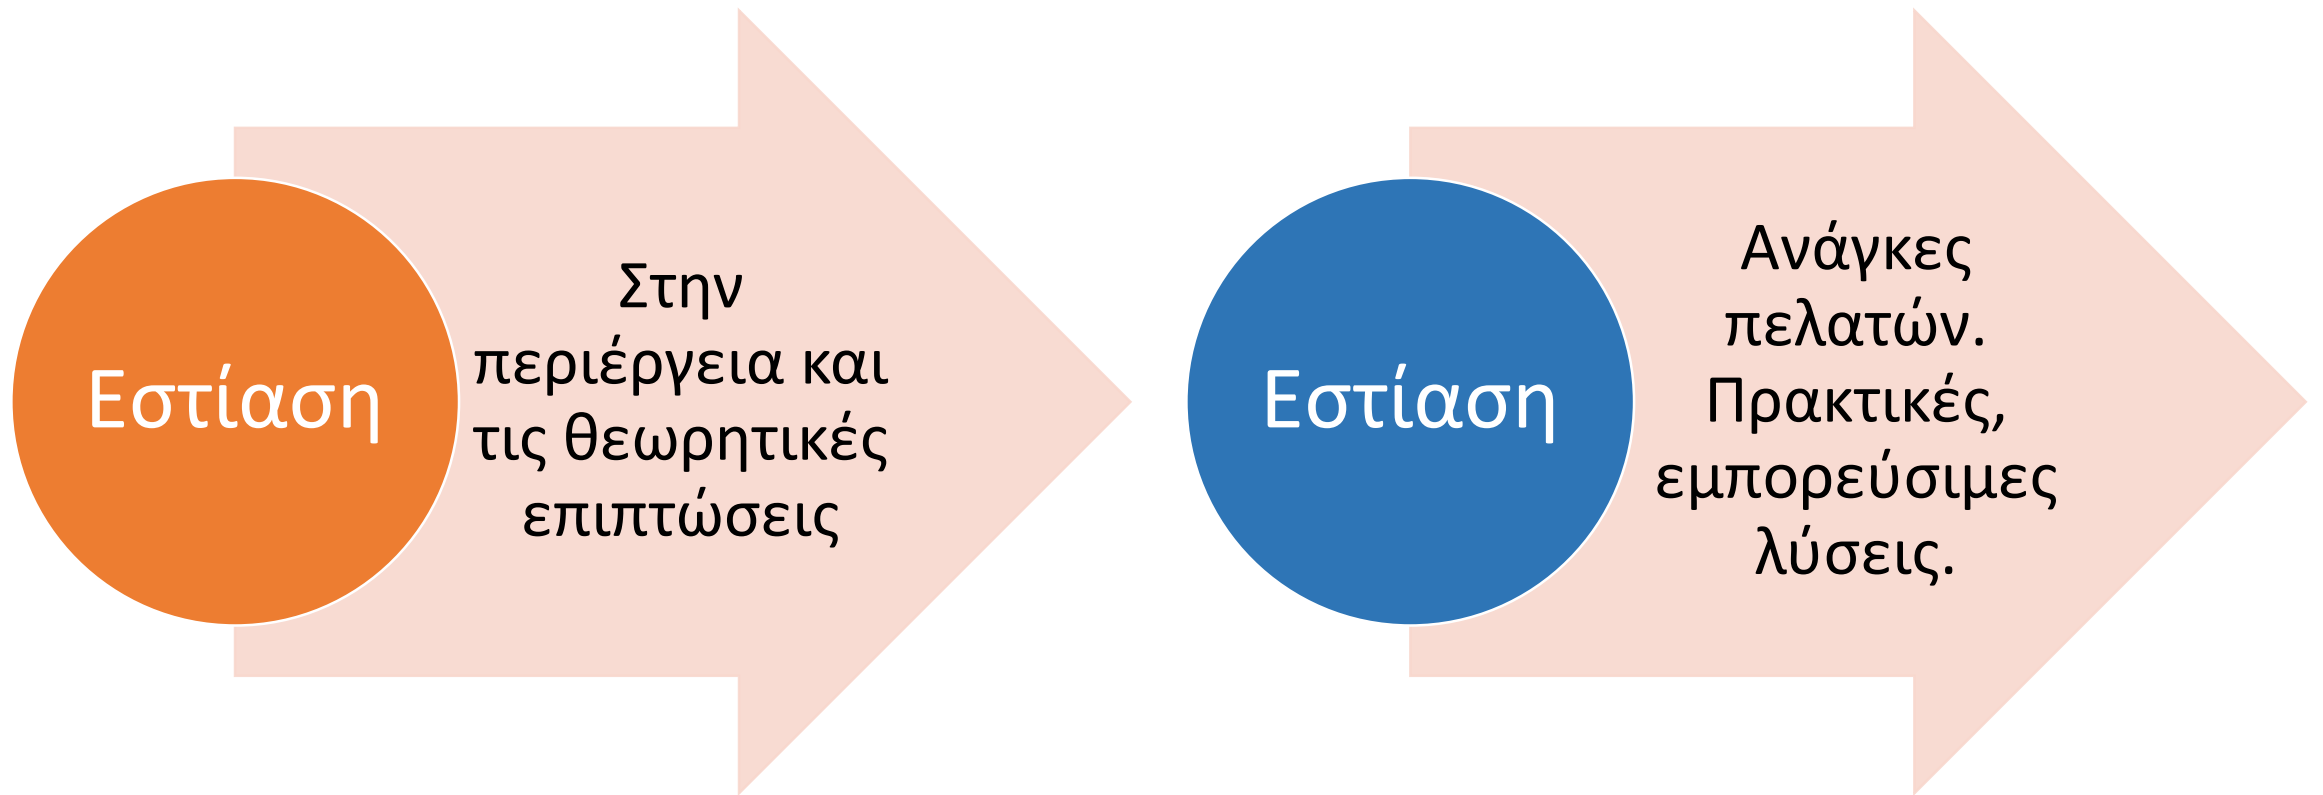 Εστίαση
Στην
περιέργεια και
τις θεωρητικές
επιπτώσεις
Εστίαση
Ανάγκες
πελατών.
Πρακτικές,
εμπορεύσιμες
λύσεις.